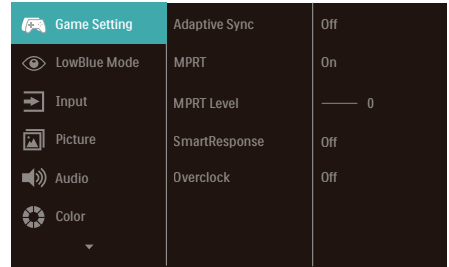 Game Setting Adaptive Sync Off
LowBlue Mode MPRT On
Input MPRT Level 0
Picture SmartResponse Off
Audio Overclock Off
Color